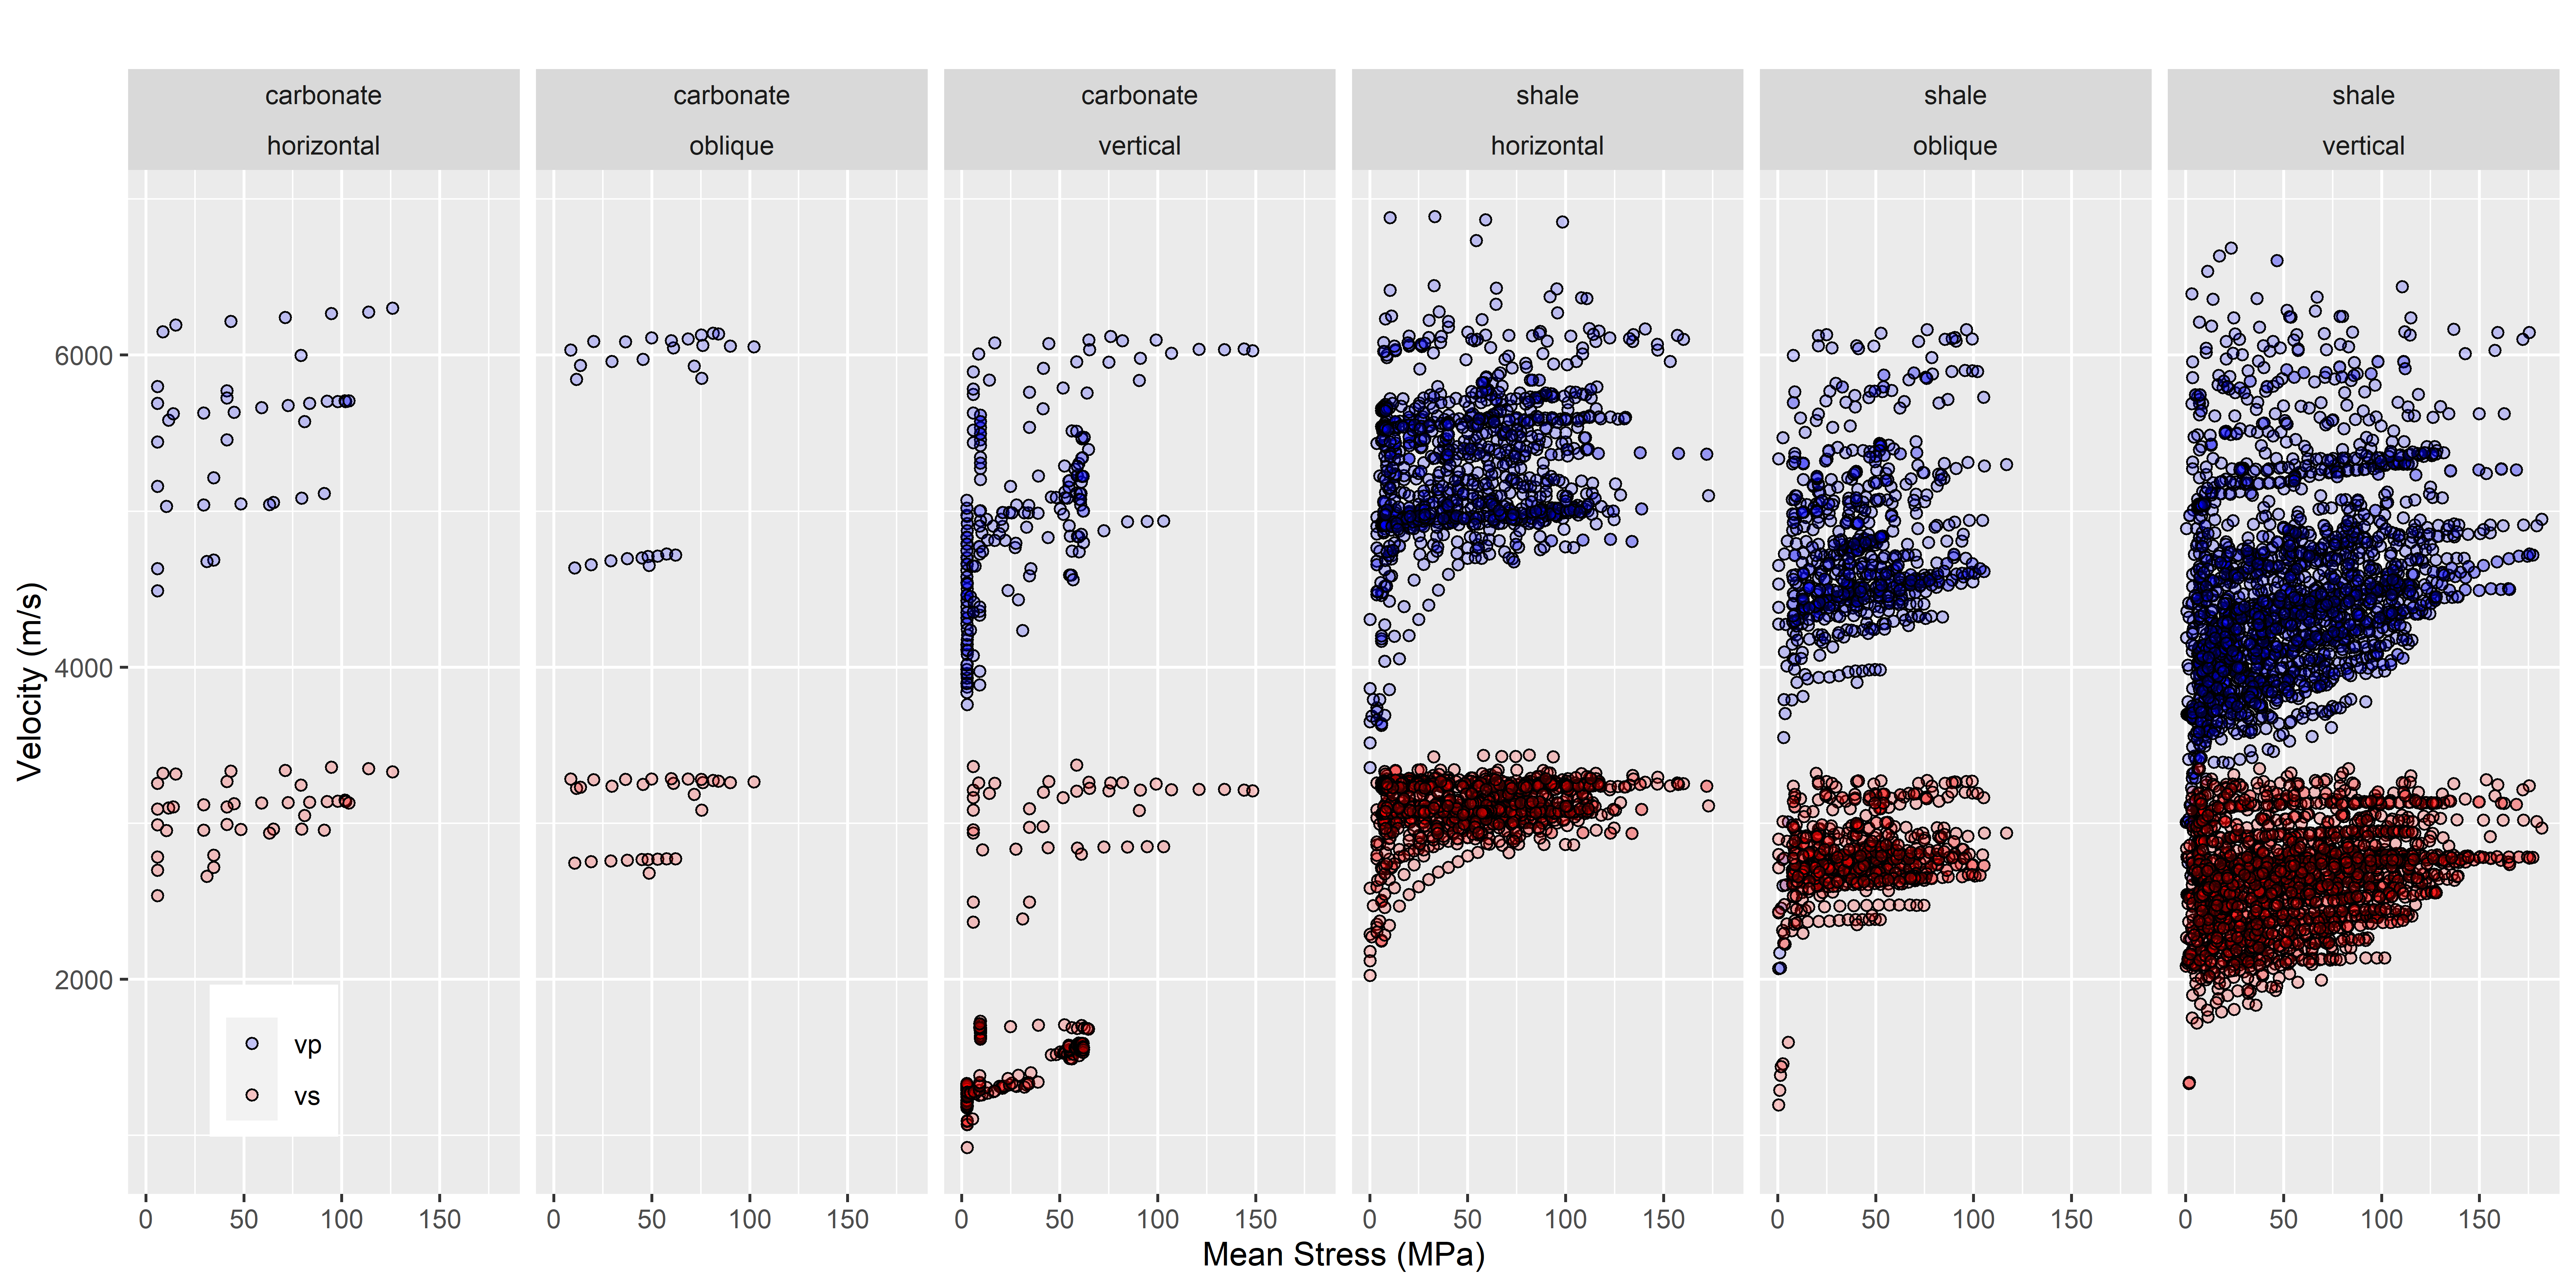 carbonate carbonate carbonate shale shale shale
horizontal oblique vertical horizontal oblique vertical
Velocity (m/s)
6000
4000
2000
vp
vs
0 50 100 150 0 50 100 150 0 50 100 150 0 50 100 150 0 50 100 150 0 50 100 150
Mean Stress (MPa)